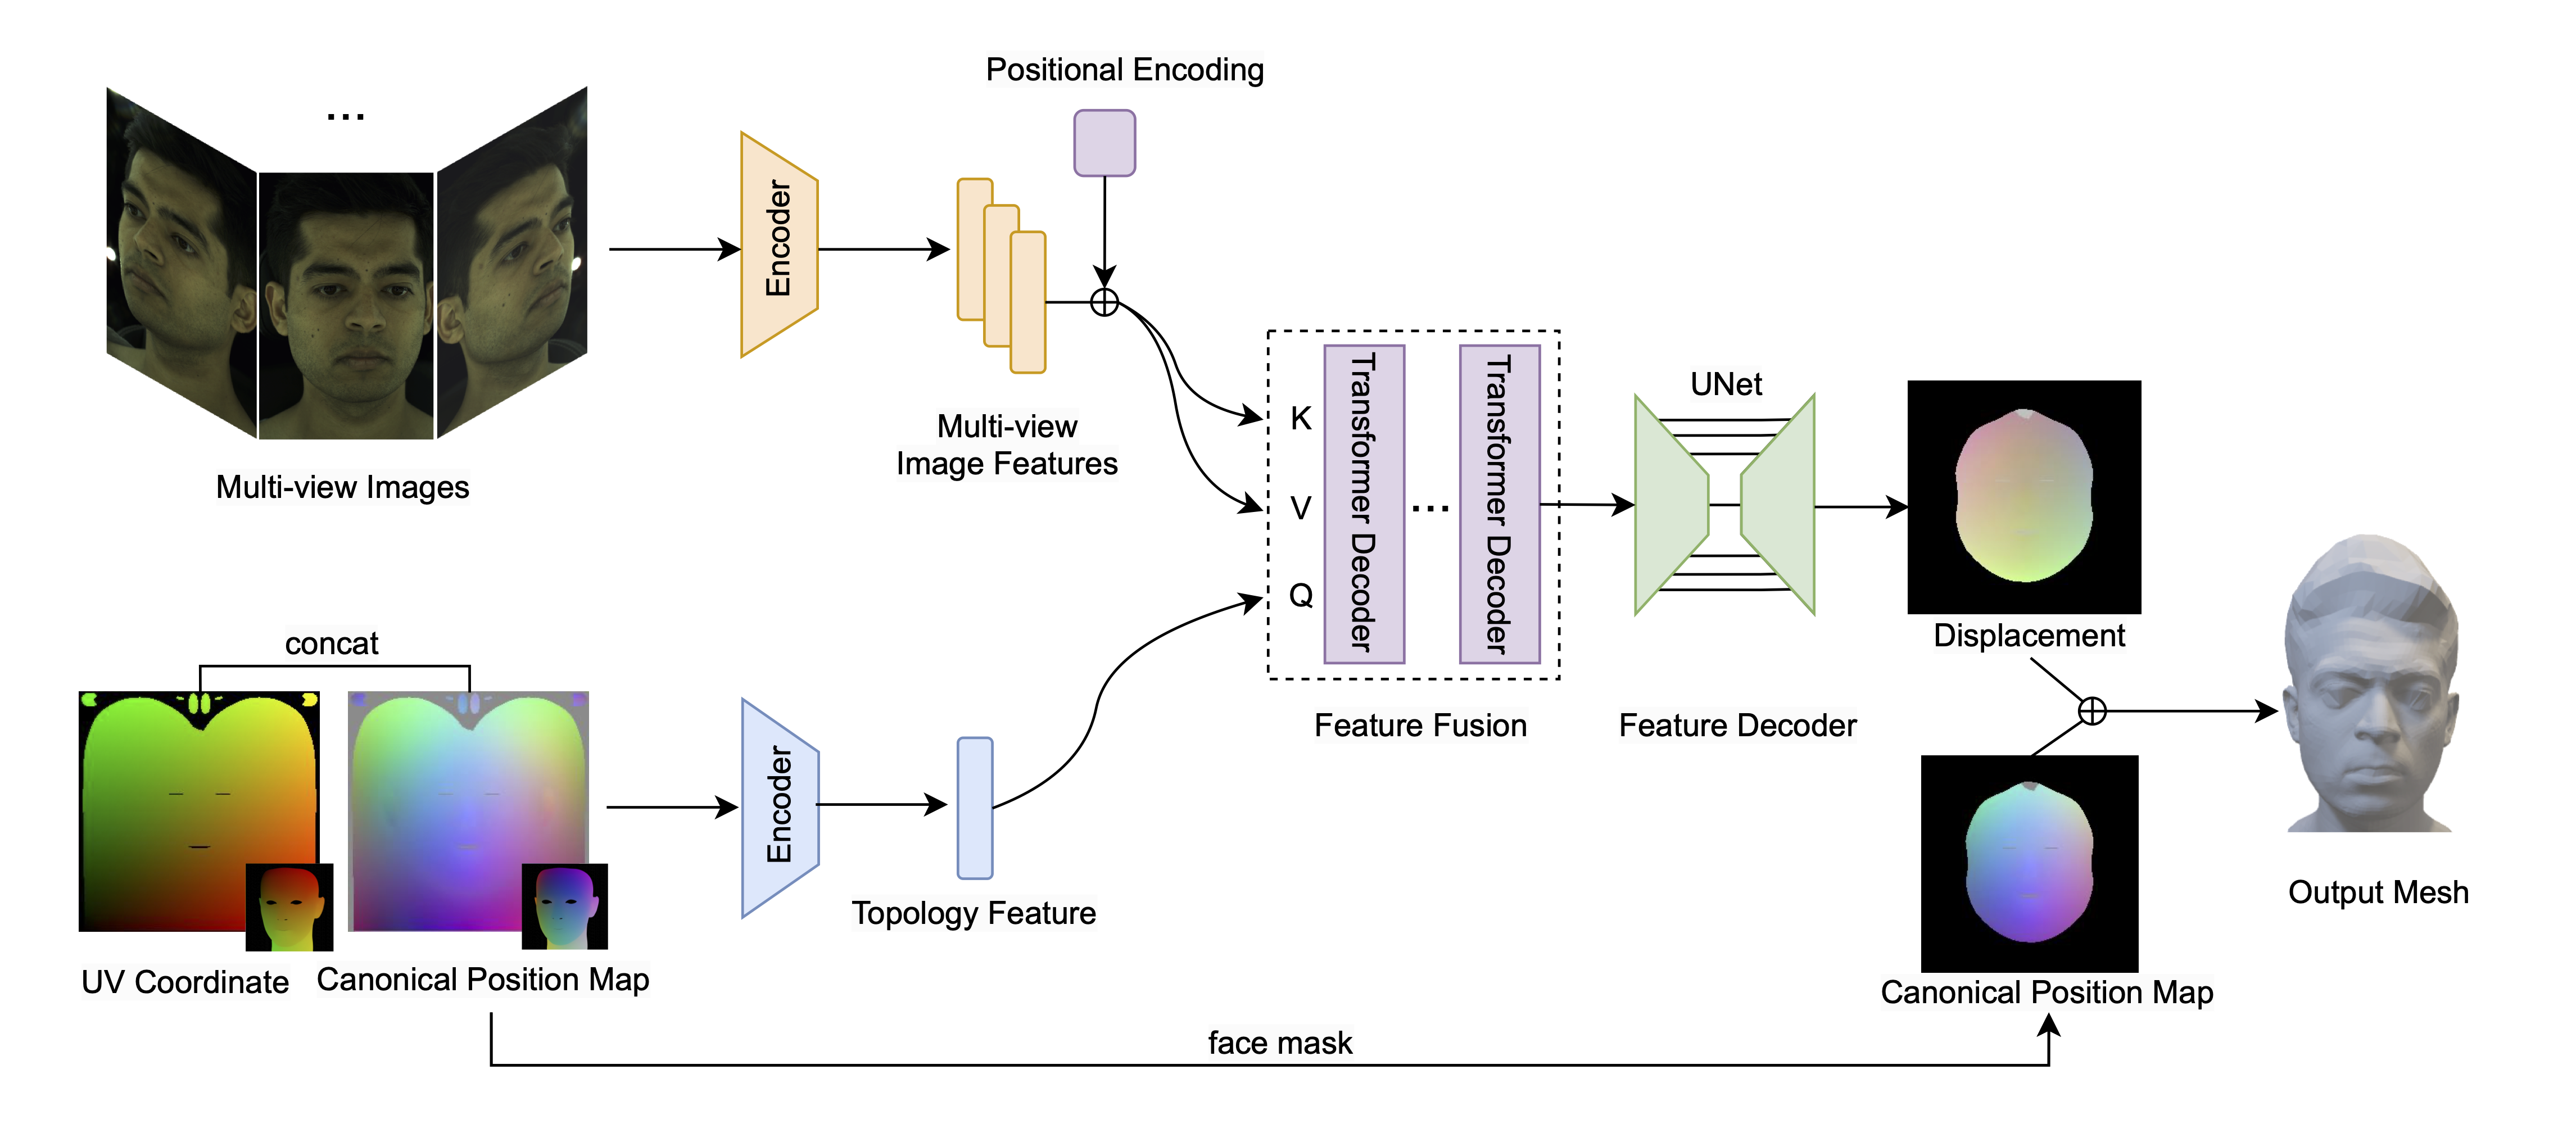 Positional Encoding
...
Encoder
Multi-view
Image Features
Multi-view Images
K
V
Q
Transformer Decoder
...
Transformer Decoder
UNet
Displacement
concat
Encoder
Feature Fusion
Feature Decoder
Topology Feature
Output Mesh
UV Coordinate
Canonical Position Map
Canonical Position Map
face mask